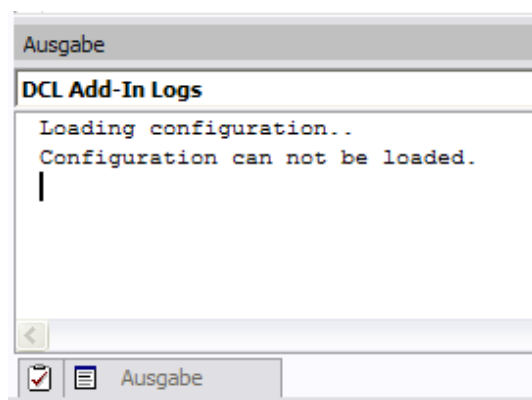 Ausgabe
DCL Add-In Logs
Loading configuration..
Configuration can not be loaded.
Ausgabe